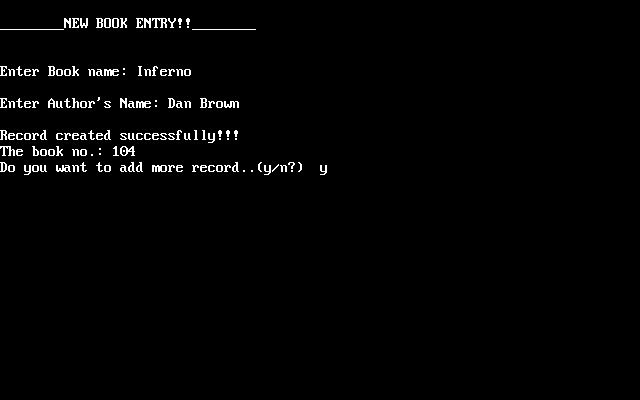 ________NEW BOOK ENTRY!!________
Enter Book name: Inferno
Enter Author's Name: Dan Brown
Record created successfully!!!
The book no.: 104
Do you want to add more record..(y/n?)  y